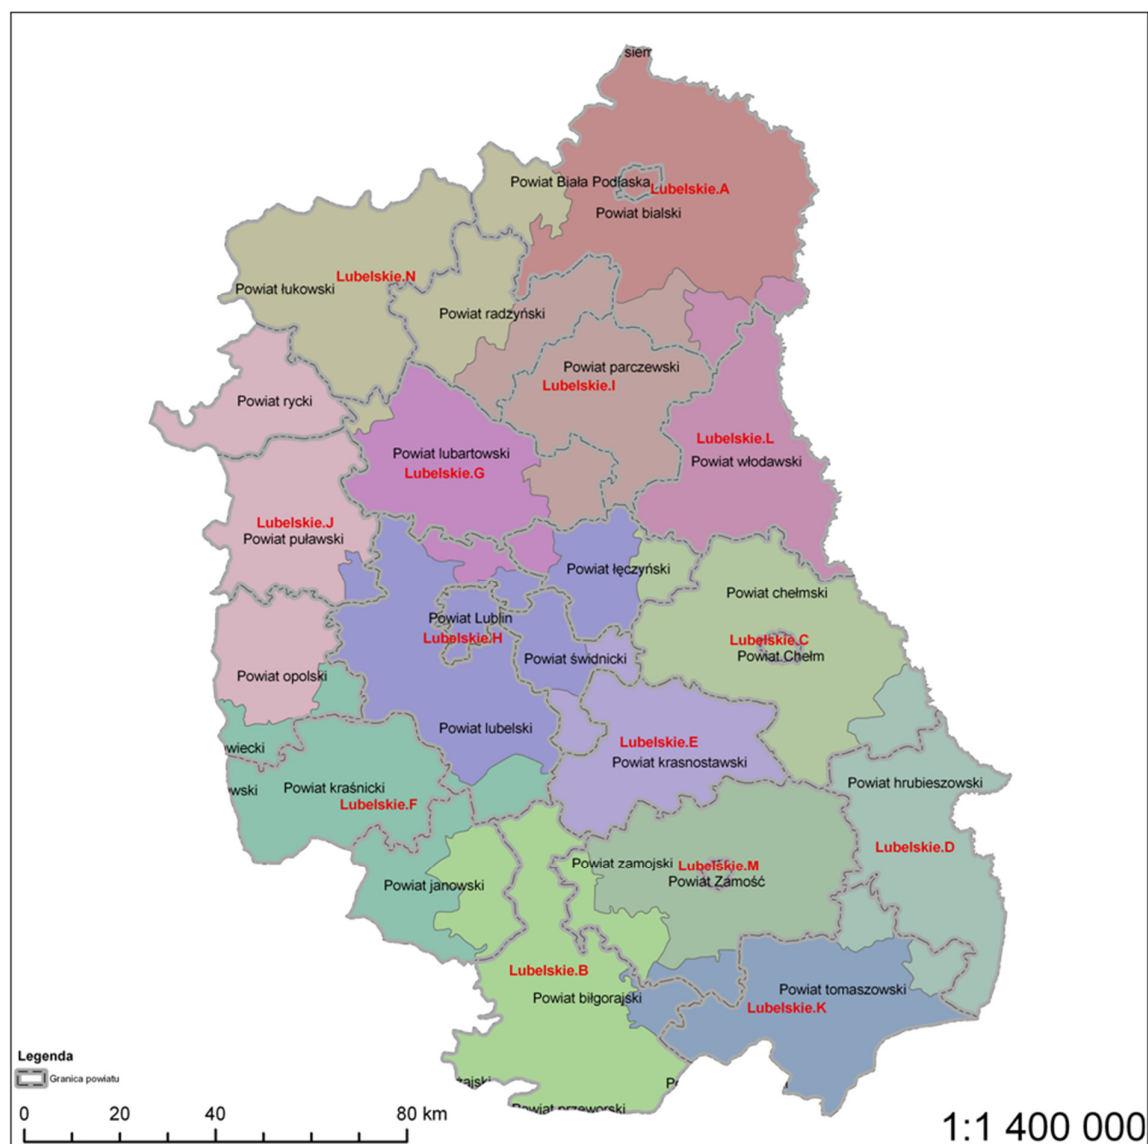 siem
Powiat Biała Podlaska
Lubelskie.A
Powiat bialski
Lubelskie.N
Powiat łukowski
Powiat radzyński
Powiat parczewski
Lubelskie.I
Powiat rycki
Lubelskie.L
Powiat lubartowski
Powiat włodawski
Lubelskie.G
Lubelskie.J
Powiat puławski
Powiat łęczyński
Powiat chełmski
Powiat Lublin
Lubelskie.H
Lubelskie.C
Powiat Chełm
Powiat świdnicki
Powiat opolski
Powiat lubelski
Lubelskie.E
wiecki
Powiat krasnostawski
Powiat hrubieszowski
Powiat kraśnicki
wski
Lubelskie.F
Lubelskie.D
Powiat zamojski
Lubelskie.M
Powiat Zamość
Powiat janowski
Lubelskie.B
Powiat tomaszowski
Powiat biłgorajski
Lubelskie.K
Legenda
Granica powiatu
żajski
Powiat przeworski
0 20 40 80 km
1:1 400 000